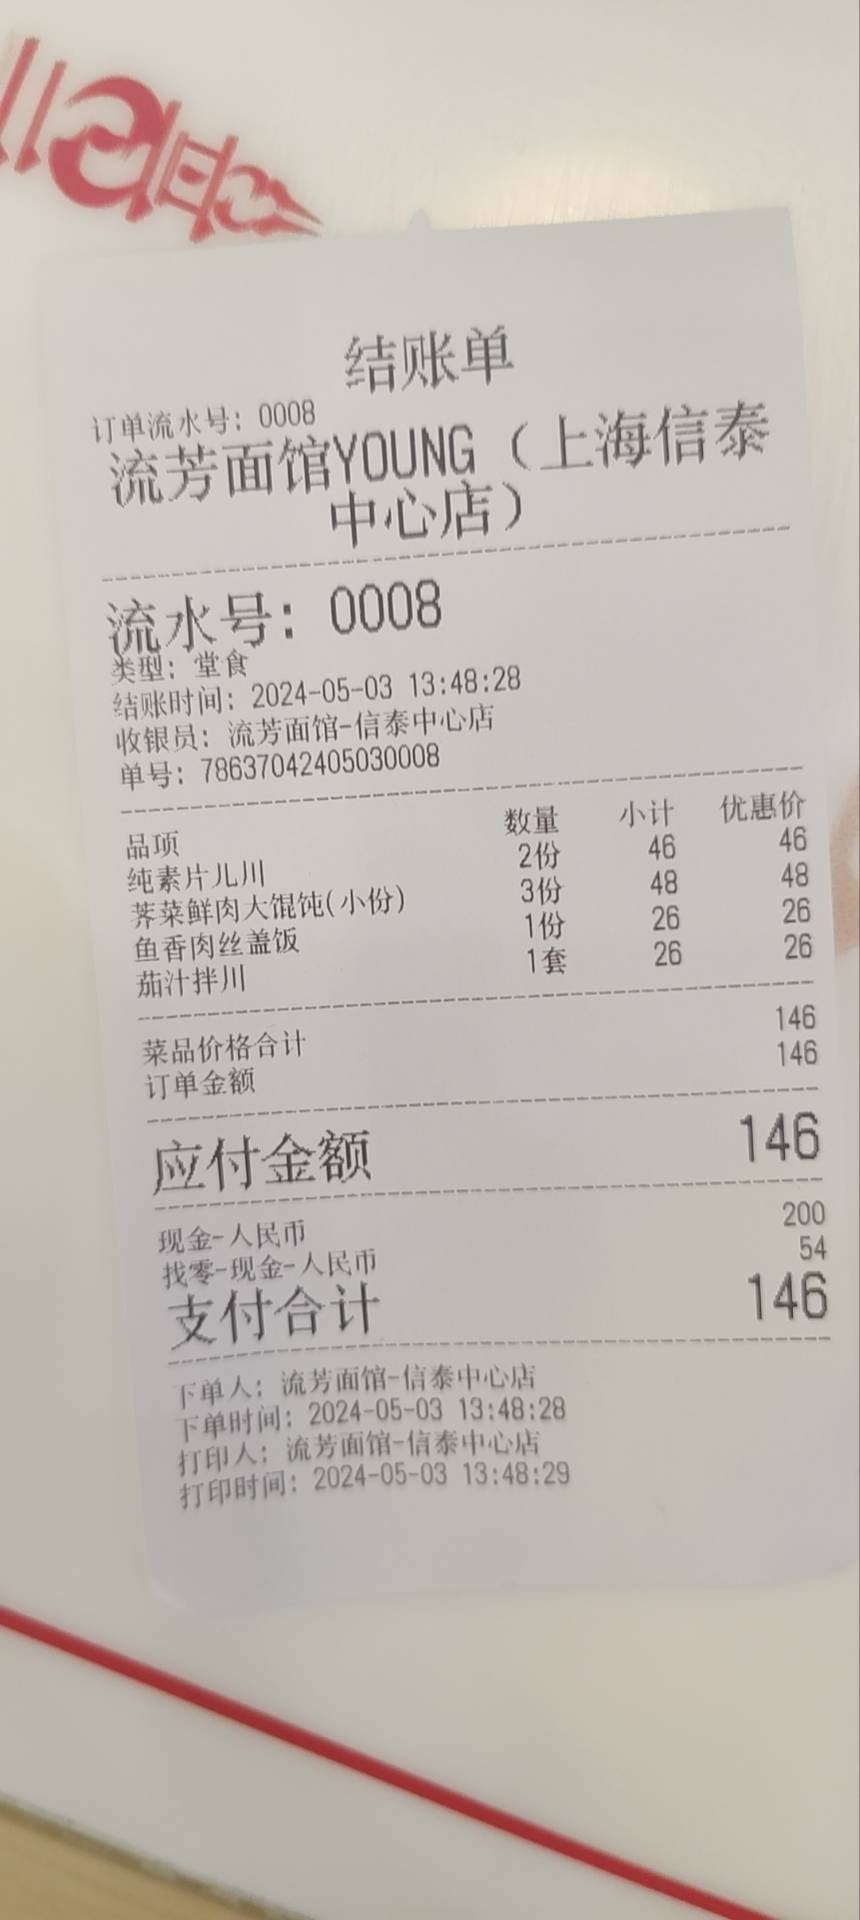 结账单
订单流水号: 0008
流芳面馆YOUNG（上海信泰
中心店）
流水号: 0008
类型: 堂食
结账时间: 2024-05-03 13:48:28
收银员: 流芳面馆-信泰中心店
单号: 78637042405030008
品项 数量 小计 优惠价
纯素片儿川 2份 46 46
荠菜鲜肉大馄饨(小份) 3份 48 48
鱼香肉丝盖饭 1份 26 26
茄汁拌川 1套 26 26
菜品价格合计 146
订单金额 146
应付金额 146
现金-人民币 200
找零-现金-人民币 54
支付合计 146
下单人: 流芳面馆-信泰中心店
下单时间: 2024-05-03 13:48:28
打印人: 流芳面馆-信泰中心店
打印时间: 2024-05-03 13:48:29